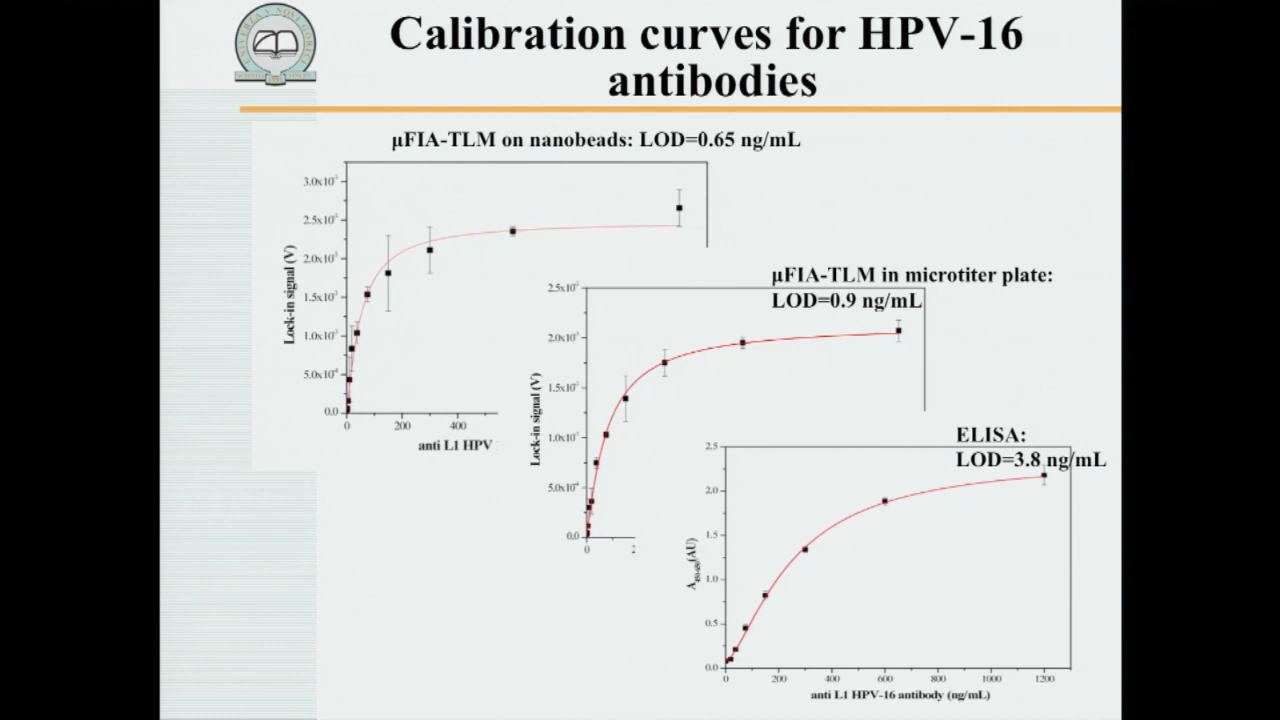 Calibration curves for HPV-16
antibodies
μFIA-TLM on nanobeads: LOD=0.65 ng/mL
Lock-in signal (V)
0.0
0
200
400
anti L1 HPV
μFIA-TLM in microtiter plate:
LOD=0.9 ng/mL
Lock-in signal (V)
0.0
0
ELISA:
LOD=3.8 ng/mL
2.5
2.0
1.5
1.0
0.5
0.0
0
200
400
600
800
1000
1200
anti L1 HPV-16 antibody (ng/mL)